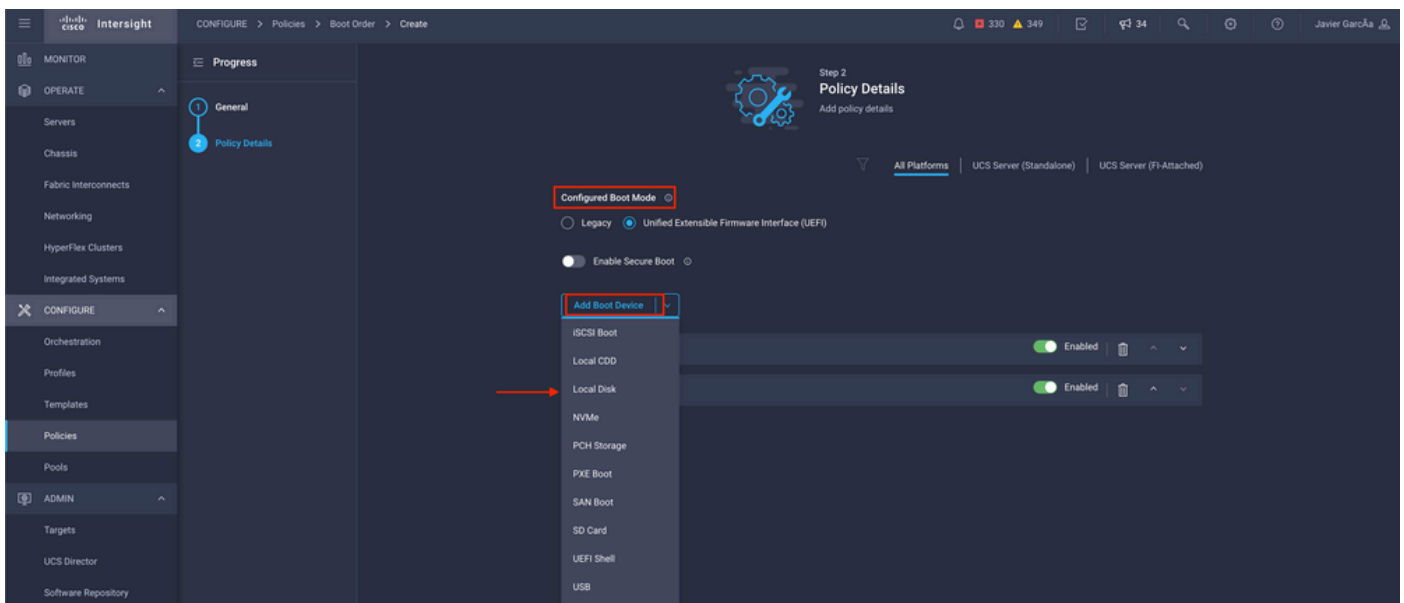 cisco Intersight
CONFIGURE > Policies > Boot Order > Create
330 349 34
Javier GarcÃa
MONITOR
OPERATE
Servers
Chassis
Fabric Interconnects
Networking
HyperFlex Clusters
Integrated Systems
CONFIGURE
Orchestration
Profiles
Templates
Policies
Pools
ADMIN
Targets
UCS Director
Software Repository
Progress
1 General
2 Policy Details
Step 2
Policy Details
Add policy details
All Platforms | UCS Server (Standalone) | UCS Server (FI-Attached)
Configured Boot Mode
Legacy Unified Extensible Firmware Interface (UEFI)
Enable Secure Boot
Add Boot Device
iSCSI Boot
Enabled
Local CDD
Local Disk
Enabled
NVMe
PCH Storage
PXE Boot
SAN Boot
SD Card
UEFI Shell
USB